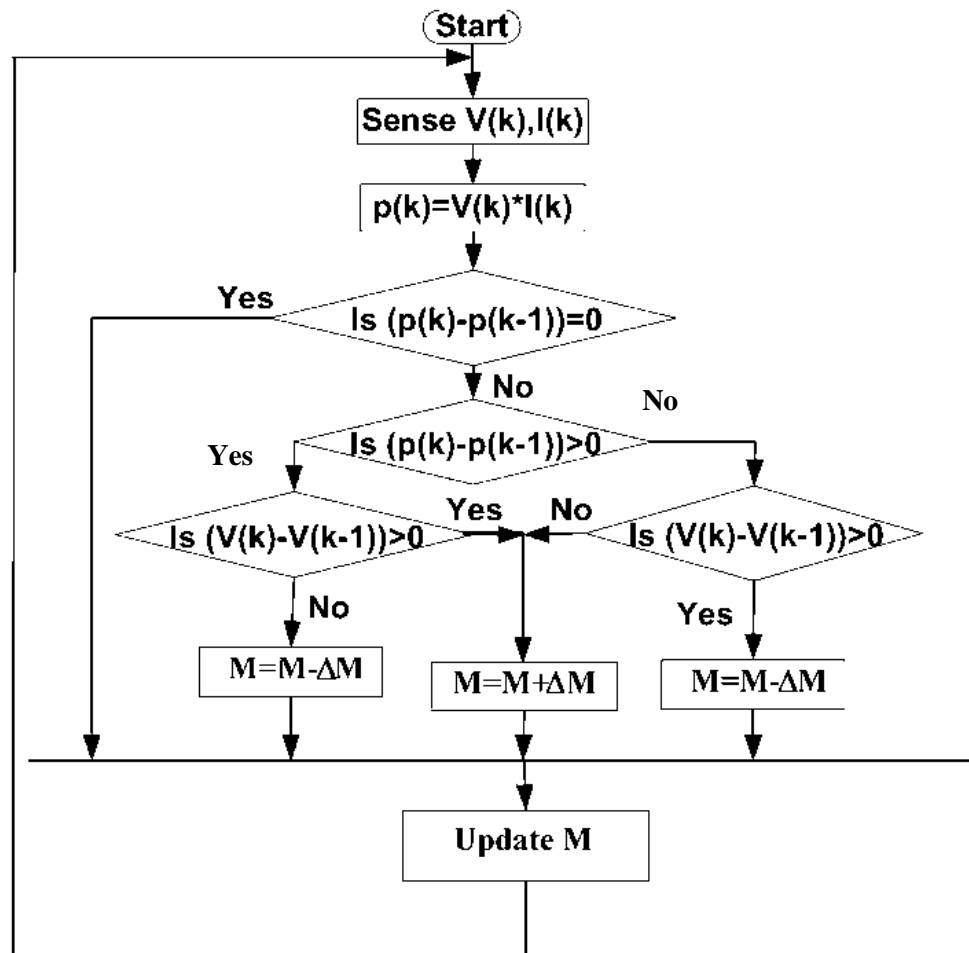 Start
Sense V(k),I(k)
p(k)=V(k)*I(k)
Yes
Is (p(k)-p(k-1))=0
No
No
Is (p(k)-p(k-1))>0
Yes
Yes
No
Is (V(k)-V(k-1))>0
Is (V(k)-V(k-1))>0
No
Yes
M=M-ΔM
M=M+ΔM
M=M-ΔM
Update M